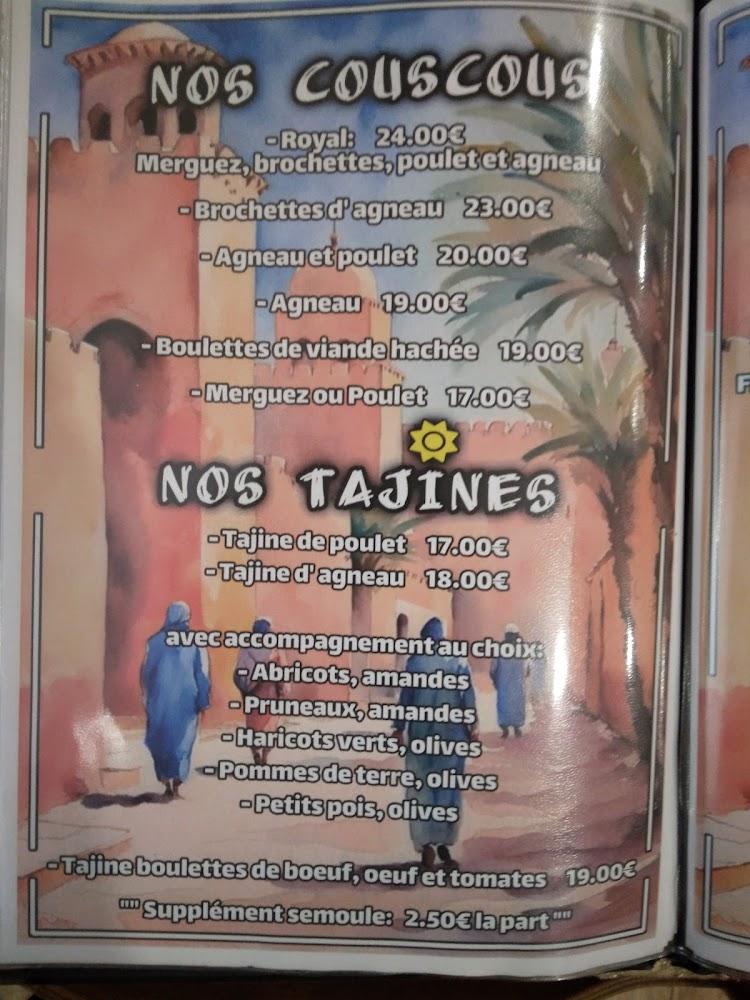 NOS COUSCOUS
- Royal: 24.00€
Merguez, brochettes, poulet et agneau
- Brochettes d'agneau 23.00€
- Agneau et poulet 20.00€
- Agneau 19.00€
- Boulettes de viande hachée 19.00€
- Merguez ou Poulet 17.00€
NOS TAJINES
- Tajine de poulet 17.00€
- Tajine d'agneau 18.00€
avec accompagnement au choix:
- Abricots, amandes
- Pruneaux, amandes
- Haricots verts, olives
- Pommes de terre, olives
- Petits pois, olives
- Tajine boulettes de boeuf, oeuf et tomates 19.00€
"" Supplément semoule: 2.50€ la part ""
F